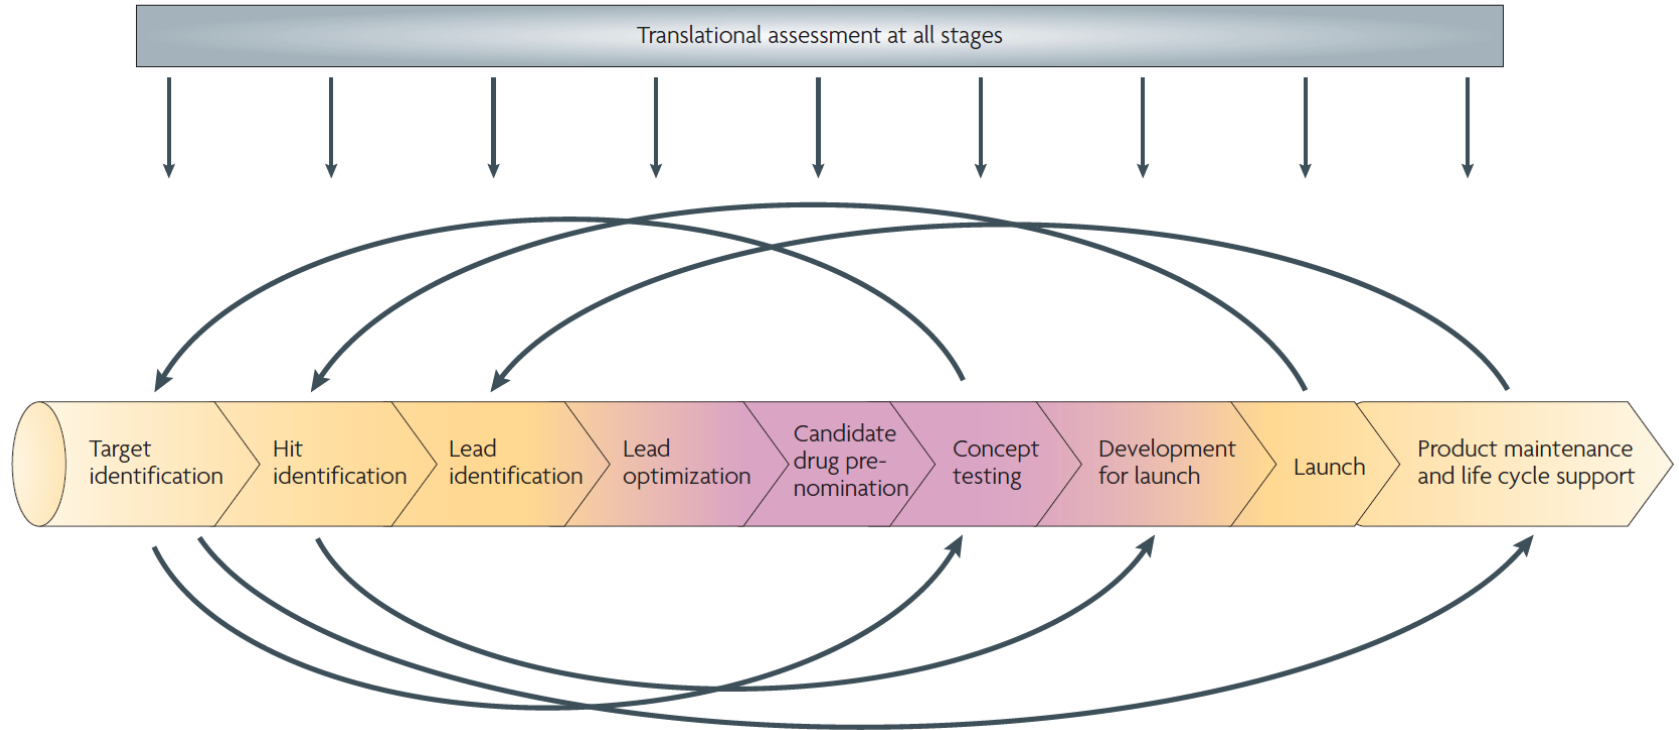 Translational assessment at all stages
Target
identification
Hit
identification
Lead
identification
Lead
optimization
Candidate
drug pre-
nomination
Concept
testing
Development
for launch
Launch
Product maintenance
and life cycle support